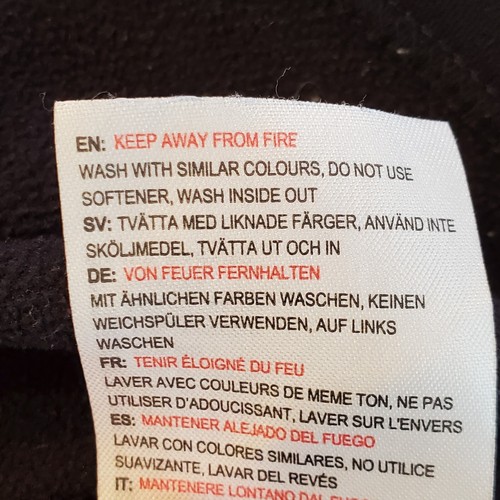 EN: KEEP AWAY FROM FIRE
WASH WITH SIMILAR COLOURS, DO NOT USE
SOFTENER, WASH INSIDE OUT
SV: TVÄTTA MED LIKNADE FÄRGER, ANVÄND INTE
SKÖLJMEDEL, TVÄTTA UT OCH IN
DE: VON FEUER FERNHALTEN
MIT ÄHNLICHEN FARBEN WASCHEN, KEINEN
WEICHSPÜLER VERWENDEN, AUF LINKS
WASCHEN
FR: TENIR ÉLOIGNÉ DU FEU
LAVER AVEC COULEURS DE MEME TON, NE PAS
UTILISER D'ADOUCISSANT, LAVER SUR L'ENVERS
ES: MANTENER ALEJADO DEL FUEGO
LAVAR CON COLORES SIMILARES, NO UTILICE
SUAVIZANTE, LAVAR DEL REVÉS
IT: MANTENERE LONTANO DAL